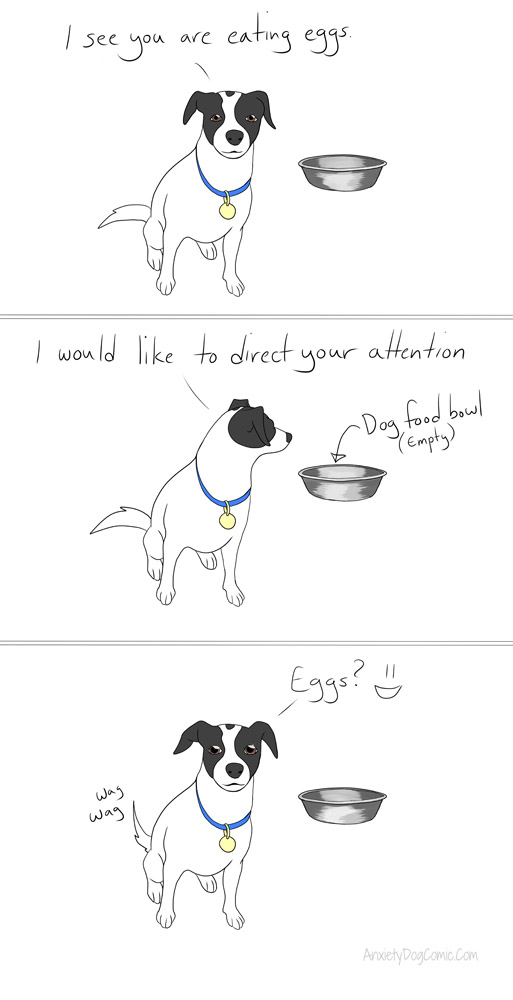 I see you are eating eggs.
I would like to direct your attention
Dog food bowl
(Empty)
Eggs?
wag
wag
AnxietyDogComic.Com